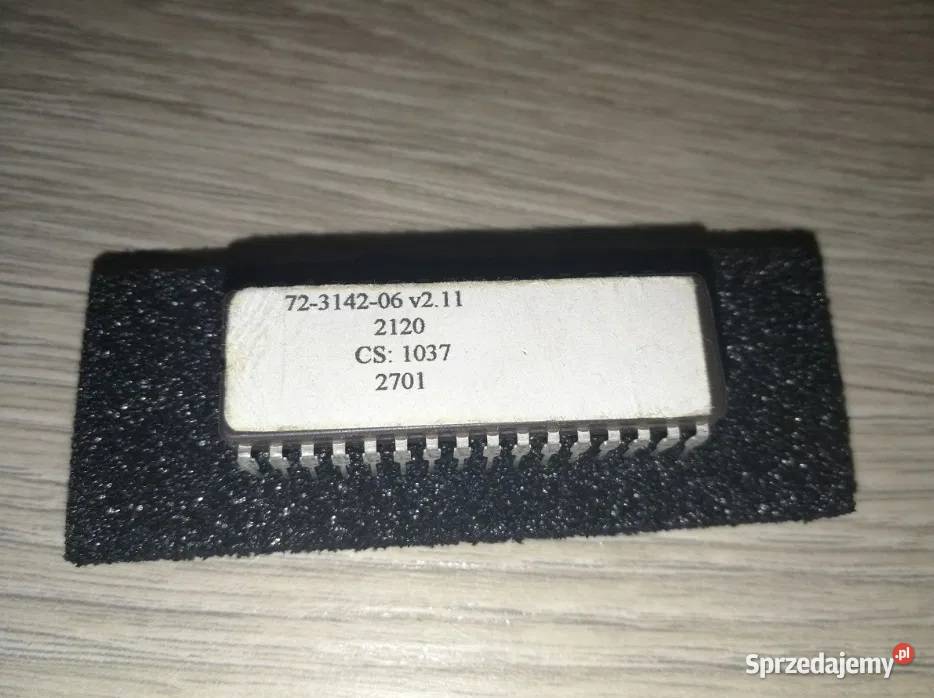 72-3142-06 v2.11
2120
CS: 1037
2701
Sprzedajemy.pl